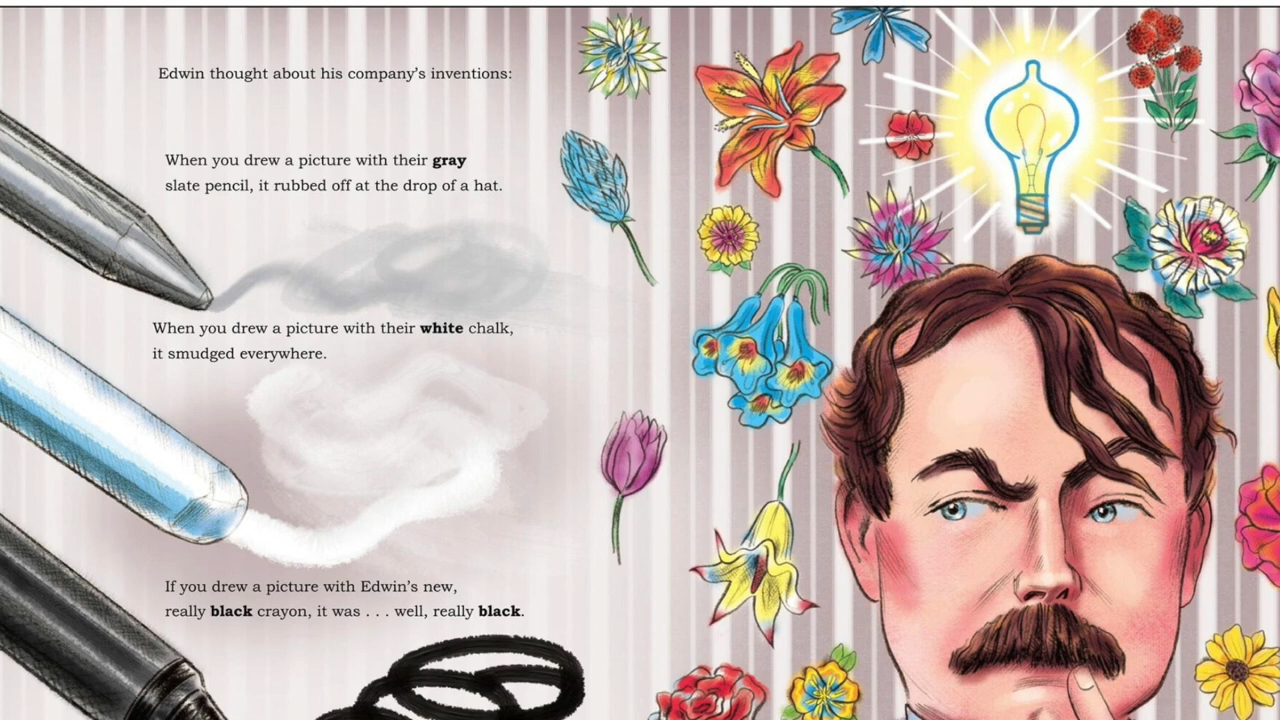 Edwin thought about his company’s inventions:
When you drew a picture with their gray
slate pencil, it rubbed off at the drop of a hat.
When you drew a picture with their white chalk,
it smudged everywhere.
If you drew a picture with Edwin’s new,
really black crayon, it was . . . well, really black.